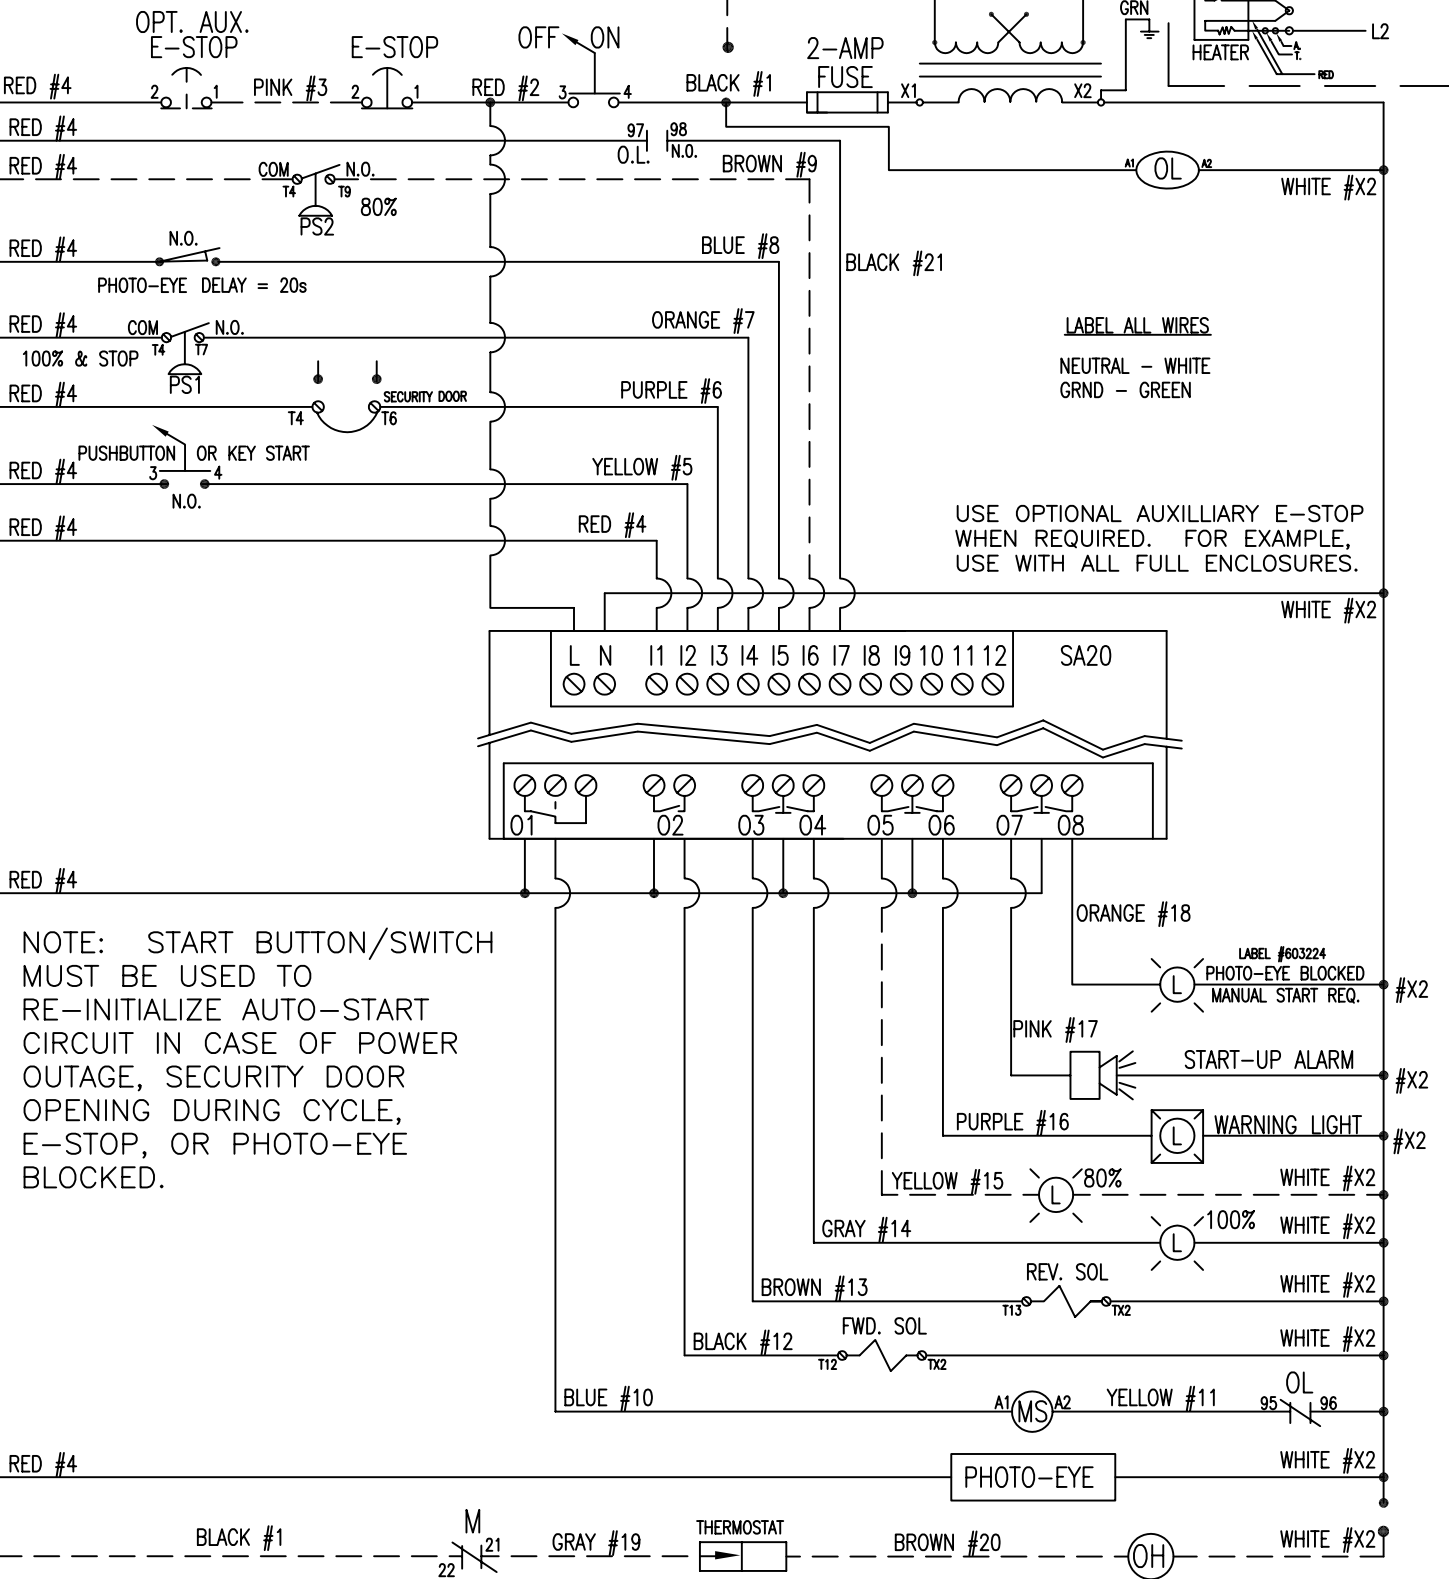 OPT. AUX.
E-STOP
E-STOP
OFF ON
2-AMP
FUSE
GRN
HEATER
A.
T.
RED
L2
RED #4
2 1
PINK #3
2 1
RED #2
3 4
BLACK #1
X1
X2
RED #4
97 98
O.L. N.O.
RED #4
COM N.O.
T4 T9
PS2
80%
BROWN #9
A1 OL A2
WHITE #X2
RED #4
N.O.
BLUE #8
BLACK #21
PHOTO-EYE DELAY = 20s
RED #4
COM N.O.
T4 T7
100% & STOP
PS1
ORANGE #7
LABEL ALL WIRES
NEUTRAL - WHITE
GRND - GREEN
RED #4
T4 T6
SECURITY DOOR
PURPLE #6
PUSHBUTTON OR KEY START
RED #4
3 4
N.O.
YELLOW #5
RED #4
RED #4
USE OPTIONAL AUXILLIARY E-STOP
WHEN REQUIRED. FOR EXAMPLE,
USE WITH ALL FULL ENCLOSURES.
WHITE #X2
L N I1 I2 I3 I4 I5 I6 I7 I8 I9 10 11 12
SA20
O1 O2 O3 O4 O5 O6 O7 O8
RED #4
NOTE: START BUTTON/SWITCH
MUST BE USED TO
RE-INITIALIZE AUTO-START
CIRCUIT IN CASE OF POWER
OUTAGE, SECURITY DOOR
OPENING DURING CYCLE,
E-STOP, OR PHOTO-EYE
BLOCKED.
ORANGE #18
L
LABEL #603224
PHOTO-EYE BLOCKED
MANUAL START REQ.
#X2
PINK #17
START-UP ALARM
#X2
PURPLE #16
L
WARNING LIGHT
#X2
YELLOW #15
L
80%
WHITE #X2
GRAY #14
L
100%
WHITE #X2
BROWN #13
REV. SOL
T13 TX2
WHITE #X2
BLACK #12
FWD. SOL
T12 TX2
WHITE #X2
BLUE #10
A1 MS A2
YELLOW #11
OL
95 96
RED #4
PHOTO-EYE
WHITE #X2
BLACK #1
M
22 21
GRAY #19
THERMOSTAT
BROWN #20
OH
WHITE #X2